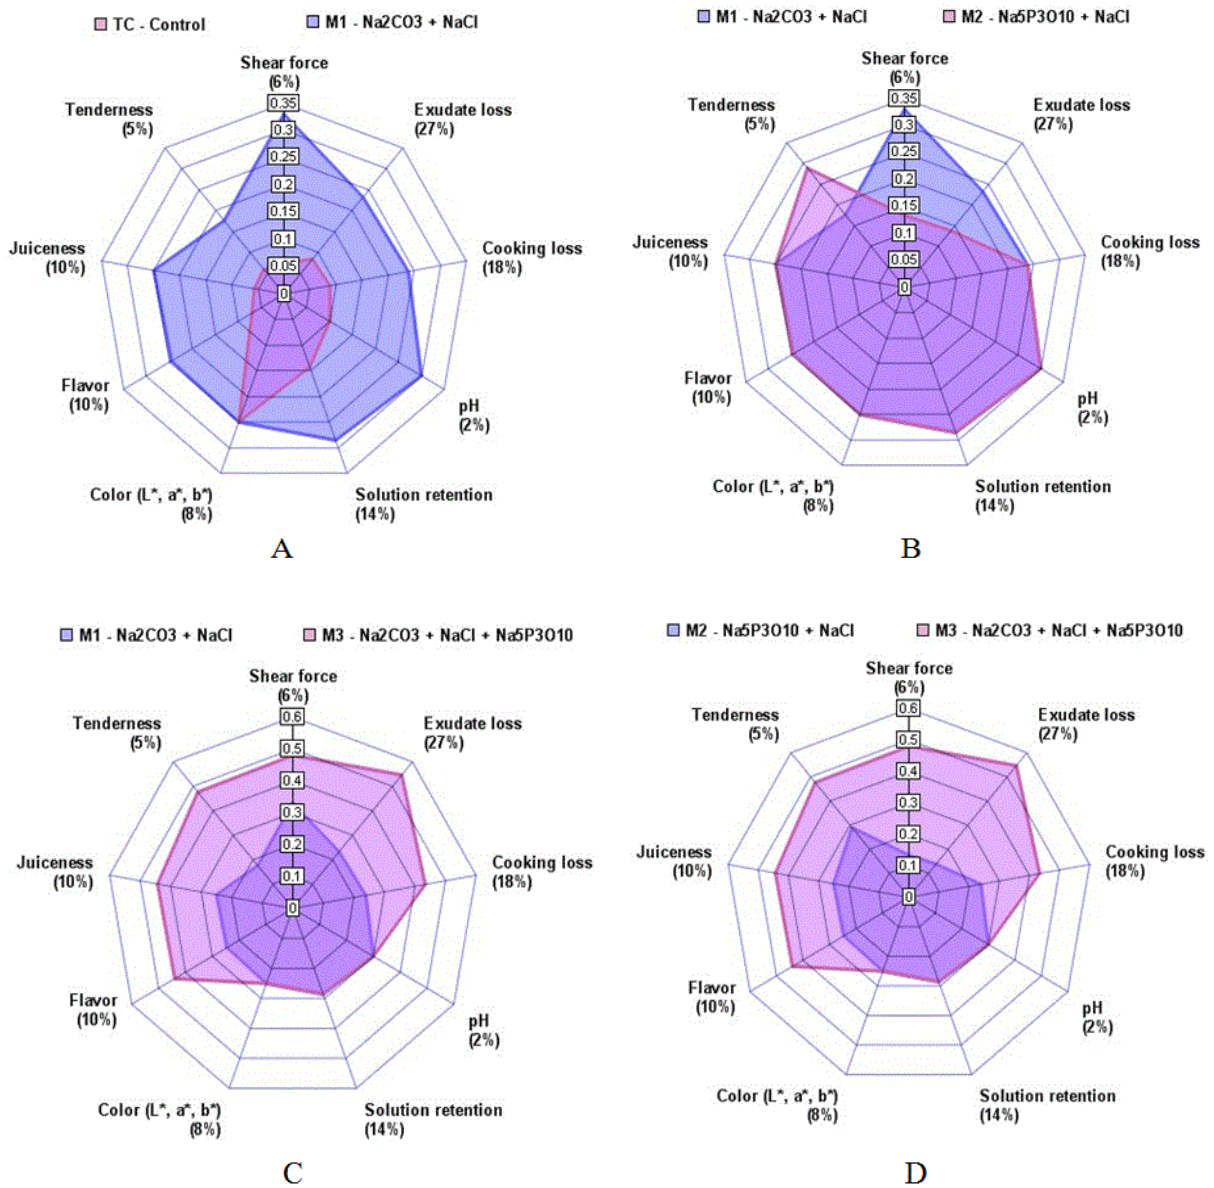 TC - Control
M1 - Na2CO3 + NaCl
Shear force
(6%)
Tenderness
(5%)
Exudate loss
(27%)
Juiceness
(10%)
Cooking loss
(18%)
Flavor
(10%)
pH
(2%)
Color (L*, a*, b*)
(8%)
Solution retention
(14%)
0.35
0.3
0.25
0.2
0.15
0.1
0.05
0
A
M1 - Na2CO3 + NaCl
M2 - Na5P3O10 + NaCl
Shear force
(6%)
Tenderness
(5%)
Exudate loss
(27%)
Juiceness
(10%)
Cooking loss
(18%)
Flavor
(10%)
pH
(2%)
Color (L*, a*, b*)
(8%)
Solution retention
(14%)
0.35
0.3
0.25
0.2
0.15
0.1
0.05
0
B
M1 - Na2CO3 + NaCl
M3 - Na2CO3 + NaCl + Na5P3O10
Shear force
(6%)
Tenderness
(5%)
Exudate loss
(27%)
Juiceness
(10%)
Cooking loss
(18%)
Flavor
(10%)
pH
(2%)
Color (L*, a*, b*)
(8%)
Solution retention
(14%)
0.6
0.5
0.4
0.3
0.2
0.1
0
C
M2 - Na5P3O10 + NaCl
M3 - Na2CO3 + NaCl + Na5P3O10
Shear force
(6%)
Tenderness
(5%)
Exudate loss
(27%)
Juiceness
(10%)
Cooking loss
(18%)
Flavor
(10%)
pH
(2%)
Color (L*, a*, b*)
(8%)
Solution retention
(14%)
0.6
0.5
0.4
0.3
0.2
0.1
0
D